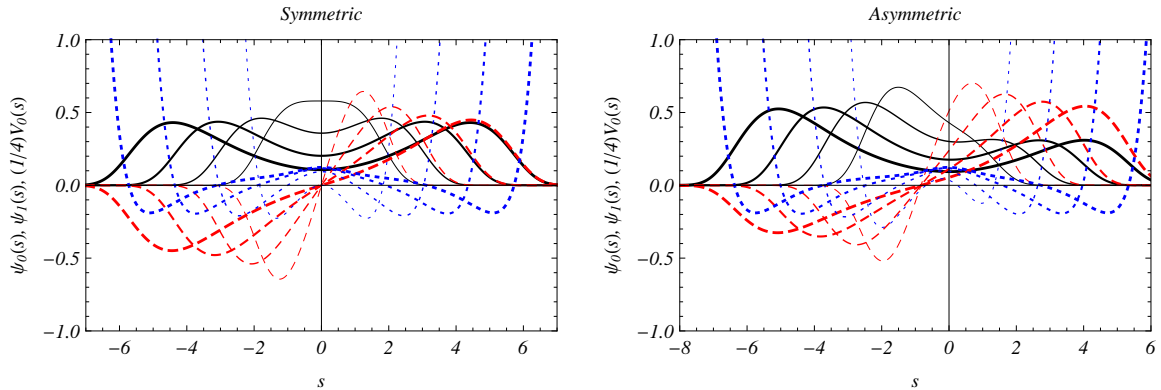 Symmetric
1.0
0.5
0.0
−0.5
−1.0
−6 −4 −2 0 2 4 6
s
ψ0(s), ψ1(s), (1/4)V0(s)
Asymmetric
1.0
0.5
0.0
−0.5
−1.0
−8 −6 −4 −2 0 2 4 6
s
ψ0(s), ψ1(s), (1/4)V0(s)